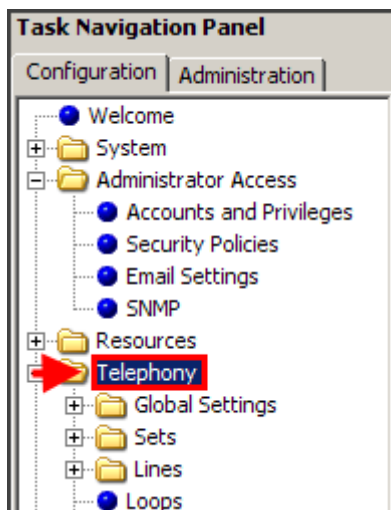 Task Navigation Panel
Configuration Administration
Welcome
System
Administrator Access
Accounts and Privileges
Security Policies
Email Settings
SNMP
Resources
Telephony
Global Settings
Sets
Lines
Loops